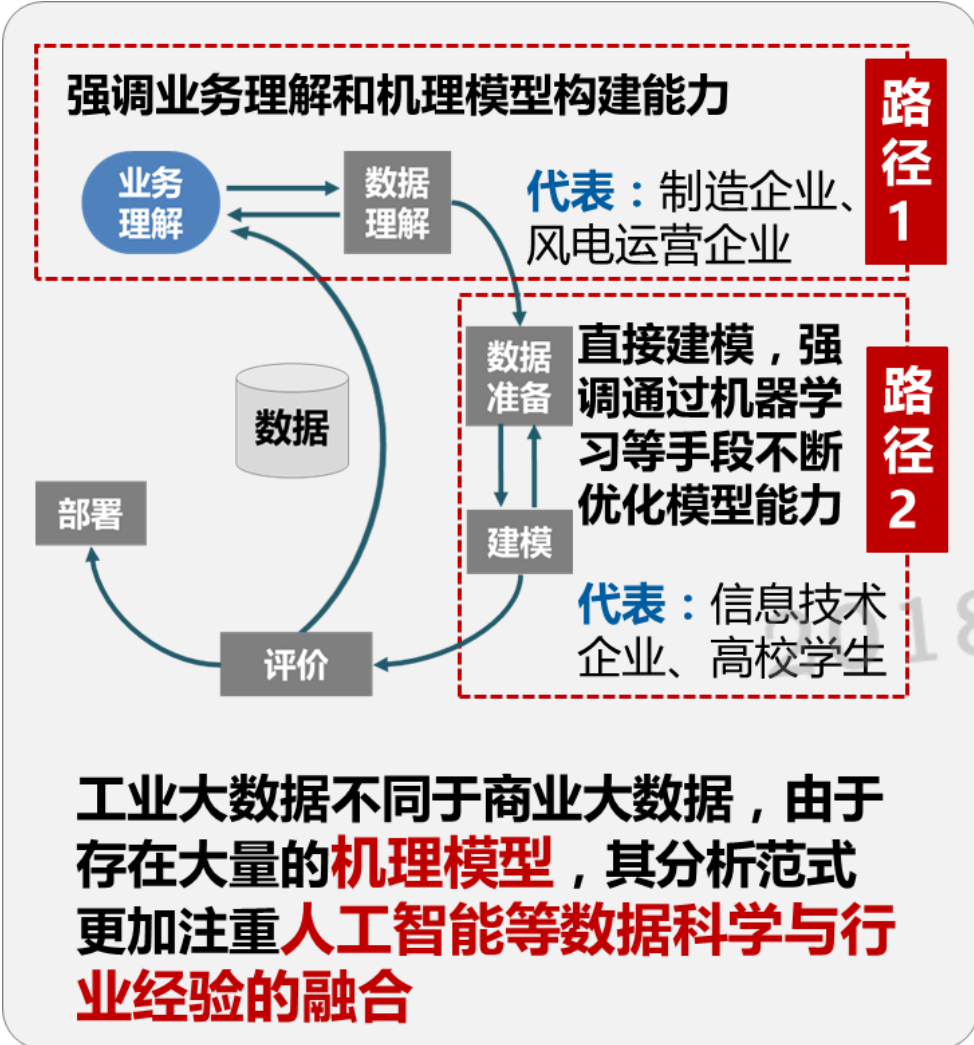 强调业务理解和机理模型构建能力
路
径
1
业务
理解
数据
理解
代表：制造企业、
风电运营企业
数据
准备
直接建模，强
调通过机器学
习等手段不断
优化模型能力
路
径
2
数据
部署
建模
代表：信息技术
企业、高校学生
2018
评价
工业大数据不同于商业大数据，由于
存在大量的机理模型，其分析范式
更加注重人工智能等数据科学与行
业经验的融合